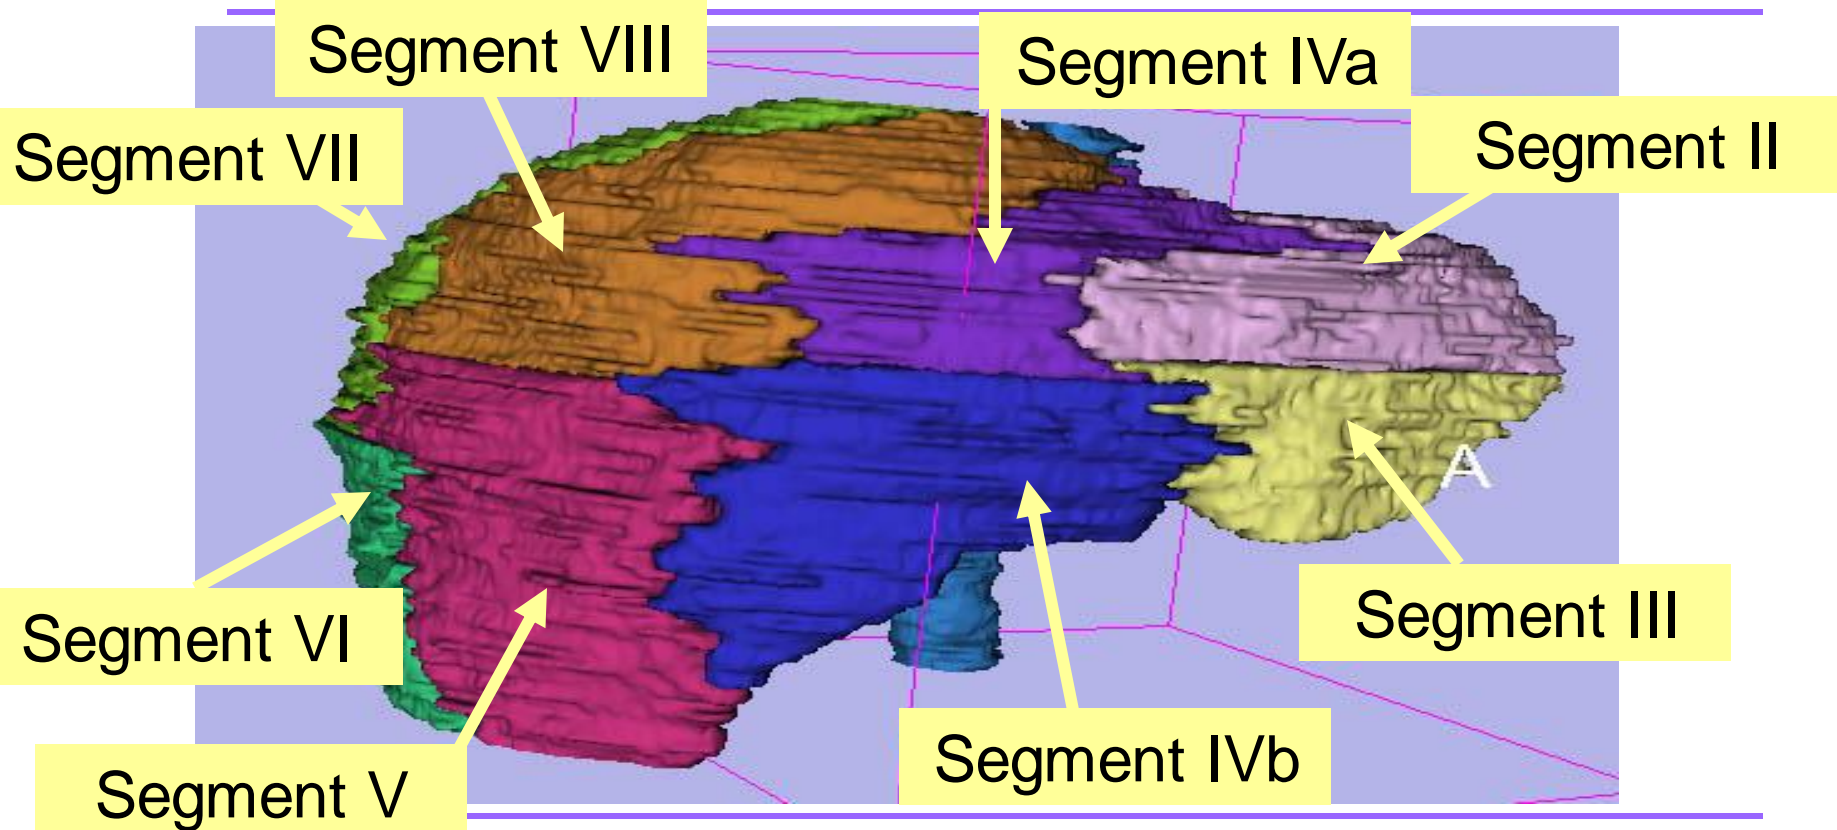 Segment VIII
Segment IVa
Segment VII
Segment II
A
Segment VI
Segment III
Segment IVb
Segment V